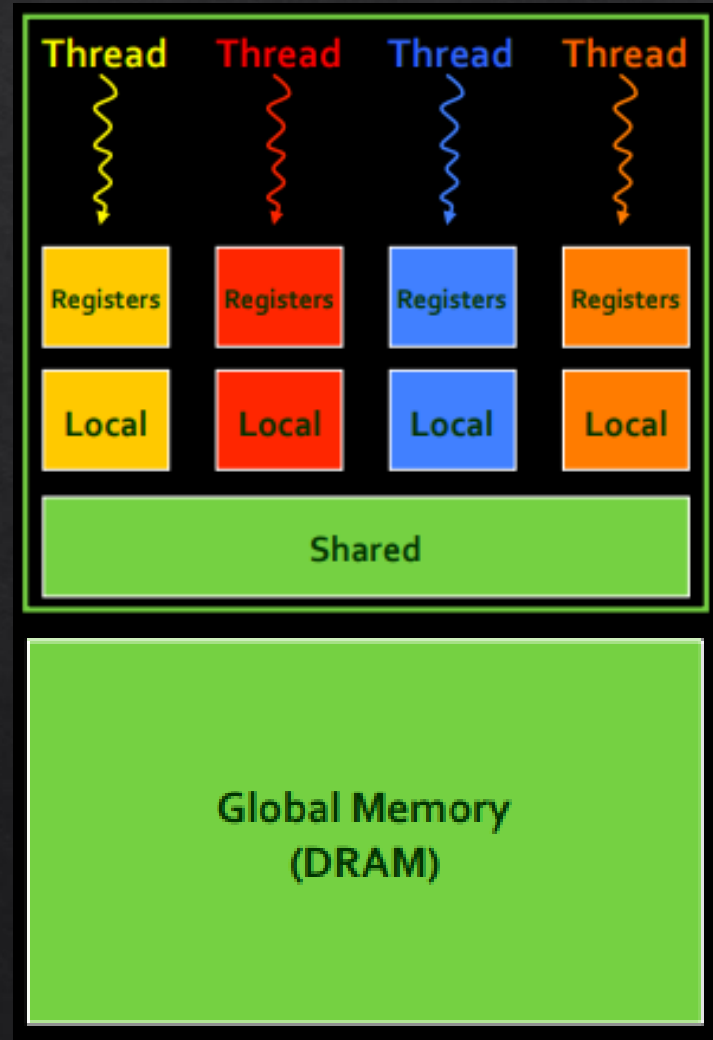 Thread Thread Thread Thread
Registers Registers Registers Registers
Local Local Local Local
Shared
Global Memory
(DRAM)